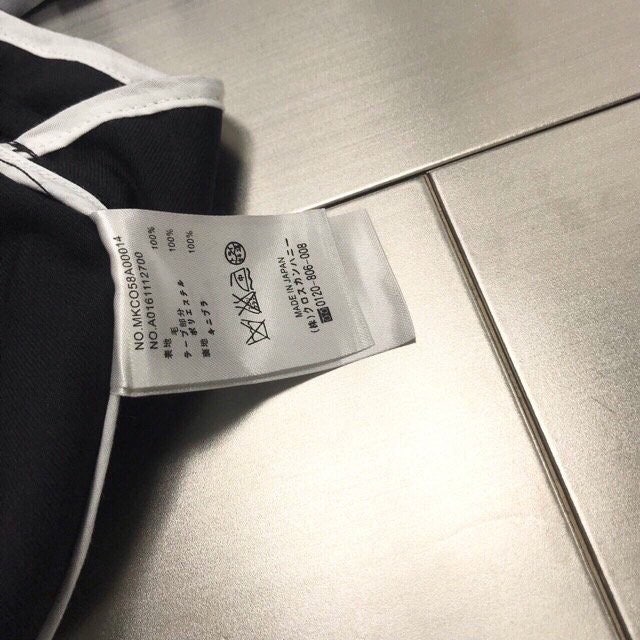 NO.MKCO58A00014
NO.A0161112700
表地 毛 100%
テープ部分
ポリエステル 100%
裏地 キュプラ 100%
MADE IN JAPAN
(株)クロスカンパニー
0120-806-008